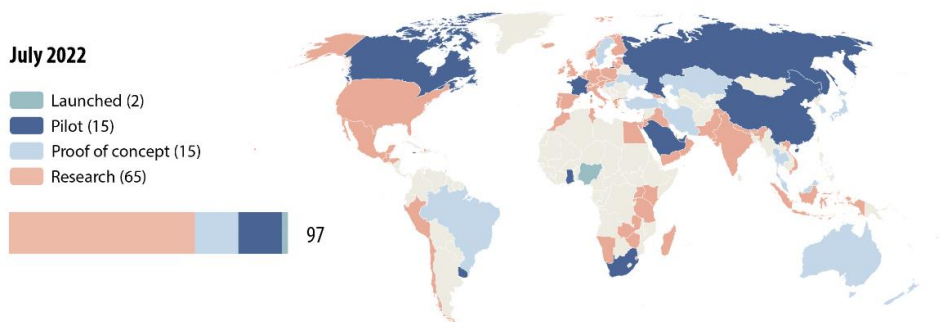 July 2022
Launched (2)
Pilot (15)
Proof of concept (15)
Research (65)
97